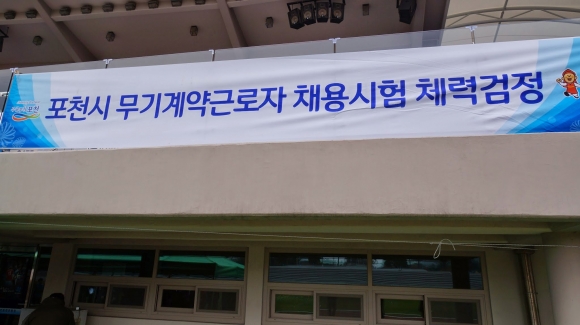 포천시 무기계약근로자 채용시험 체력검정